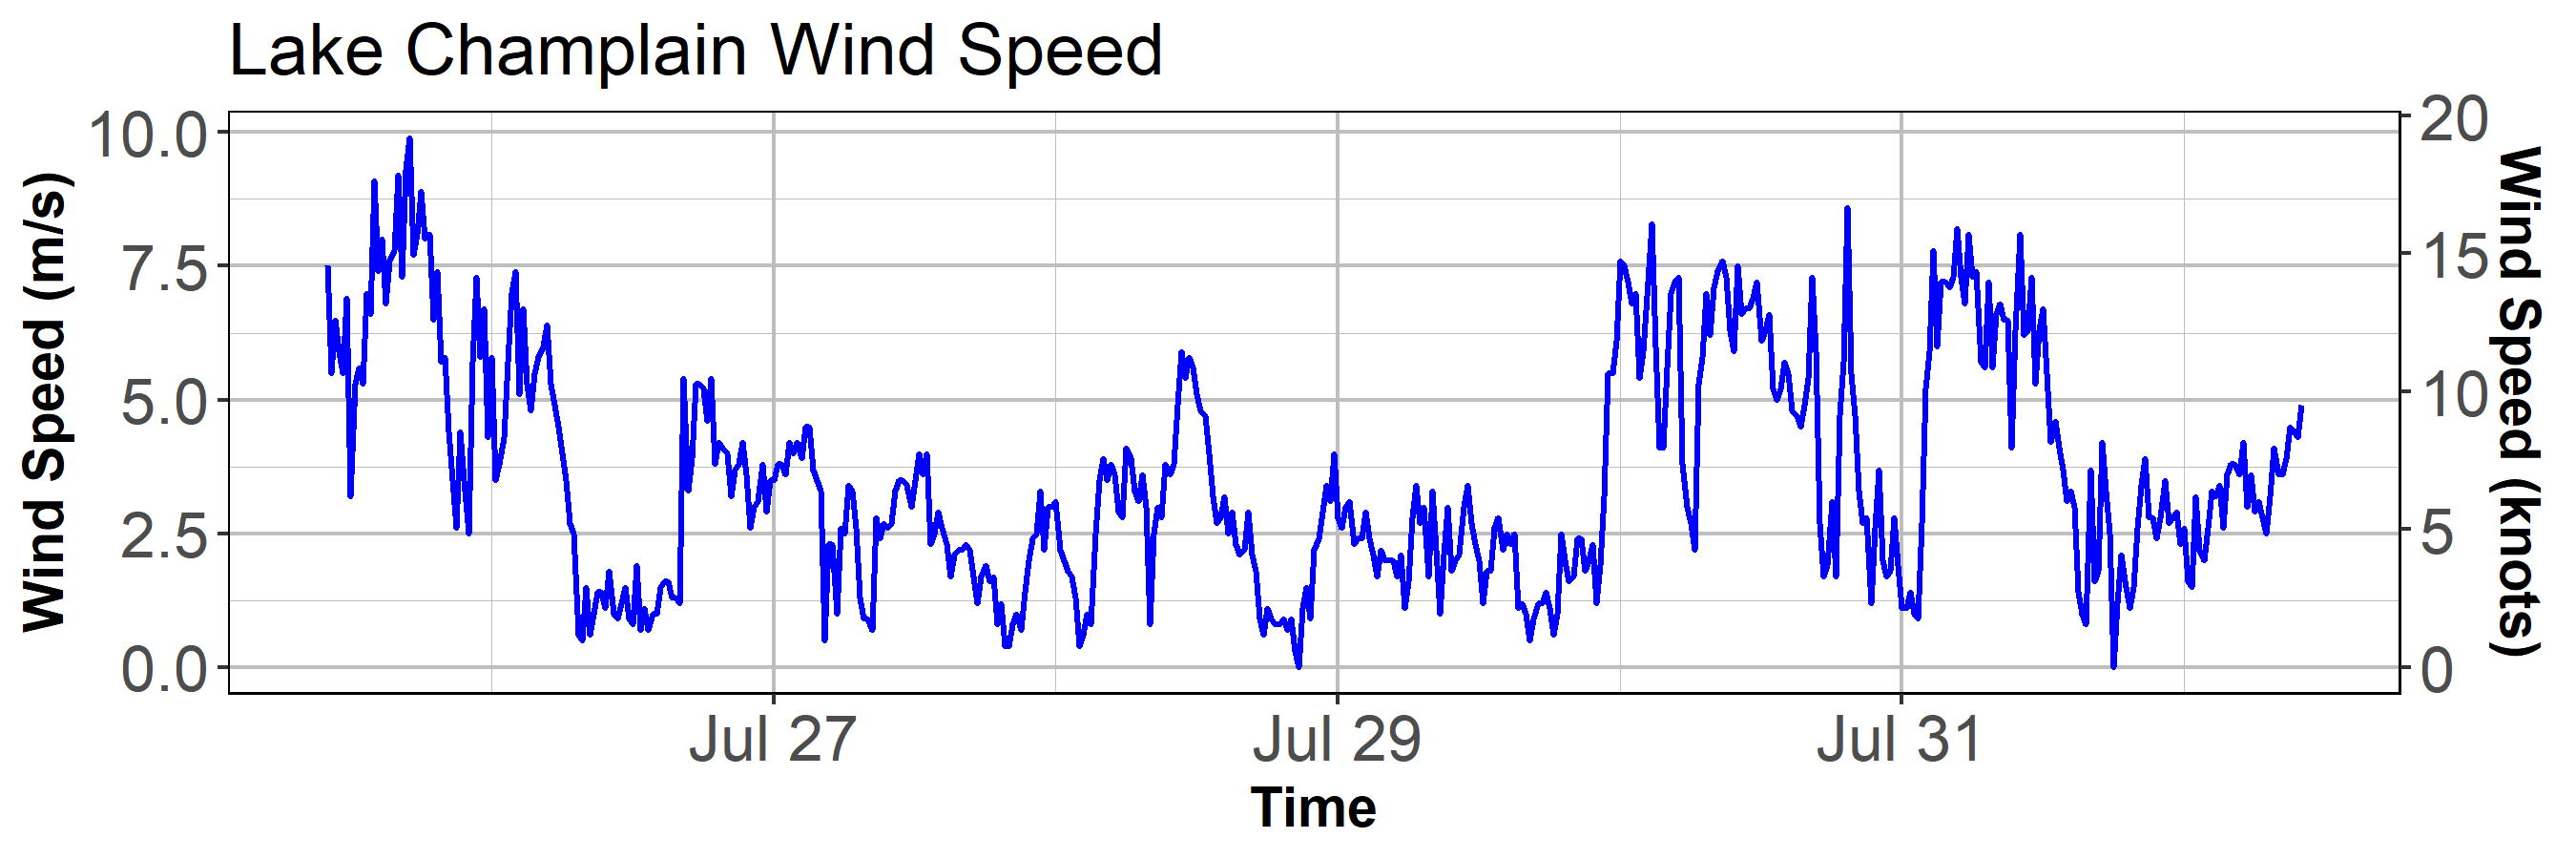 Lake Champlain Wind Speed
Wind Speed (m/s)
10.0
7.5
5.0
2.5
0.0
20
15
10
5
0
Wind Speed (knots)
Jul 27
Jul 29
Jul 31
Time